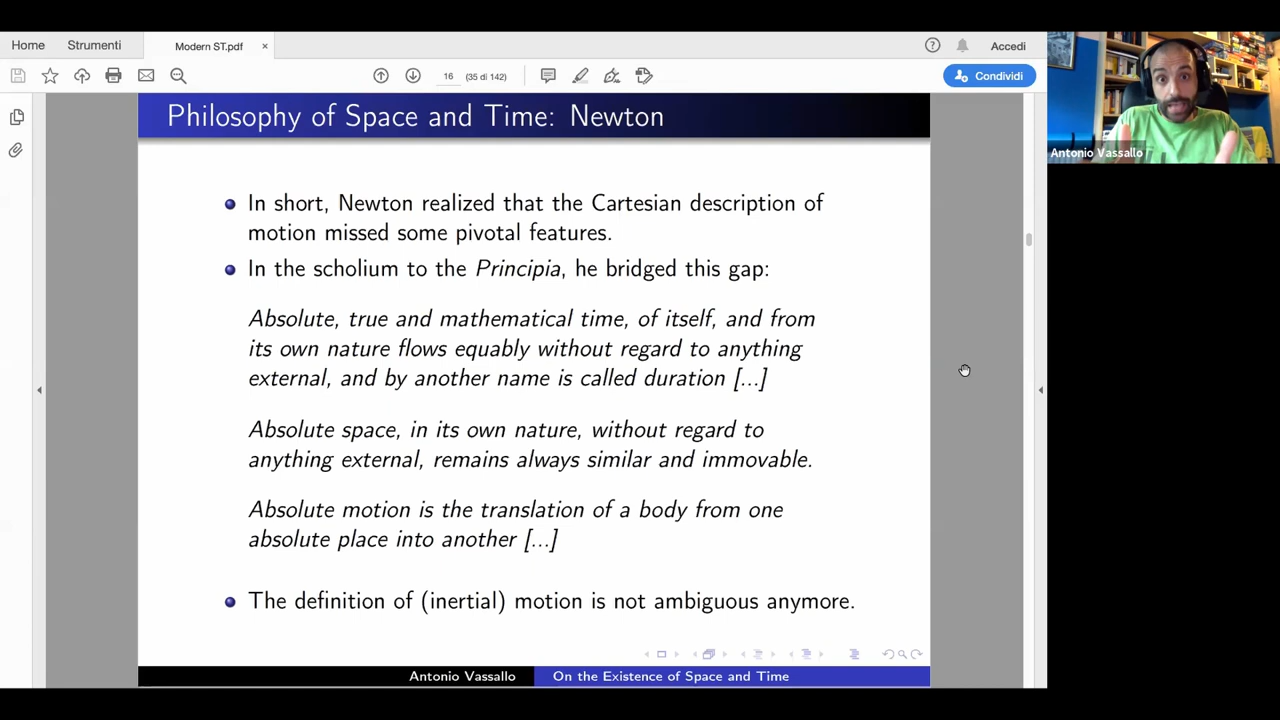 Home Strumenti Modern ST.pdf × ? Accedi
16 (35 di 142) Condividi
Antonio Vassallo
Philosophy of Space and Time: Newton
In short, Newton realized that the Cartesian description of
motion missed some pivotal features.
In the scholium to the Principia, he bridged this gap:
Absolute, true and mathematical time, of itself, and from
its own nature flows equably without regard to anything
external, and by another name is called duration [...]
Absolute space, in its own nature, without regard to
anything external, remains always similar and immovable.
Absolute motion is the translation of a body from one
absolute place into another [...]
The definition of (inertial) motion is not ambiguous anymore.
Antonio Vassallo On the Existence of Space and Time